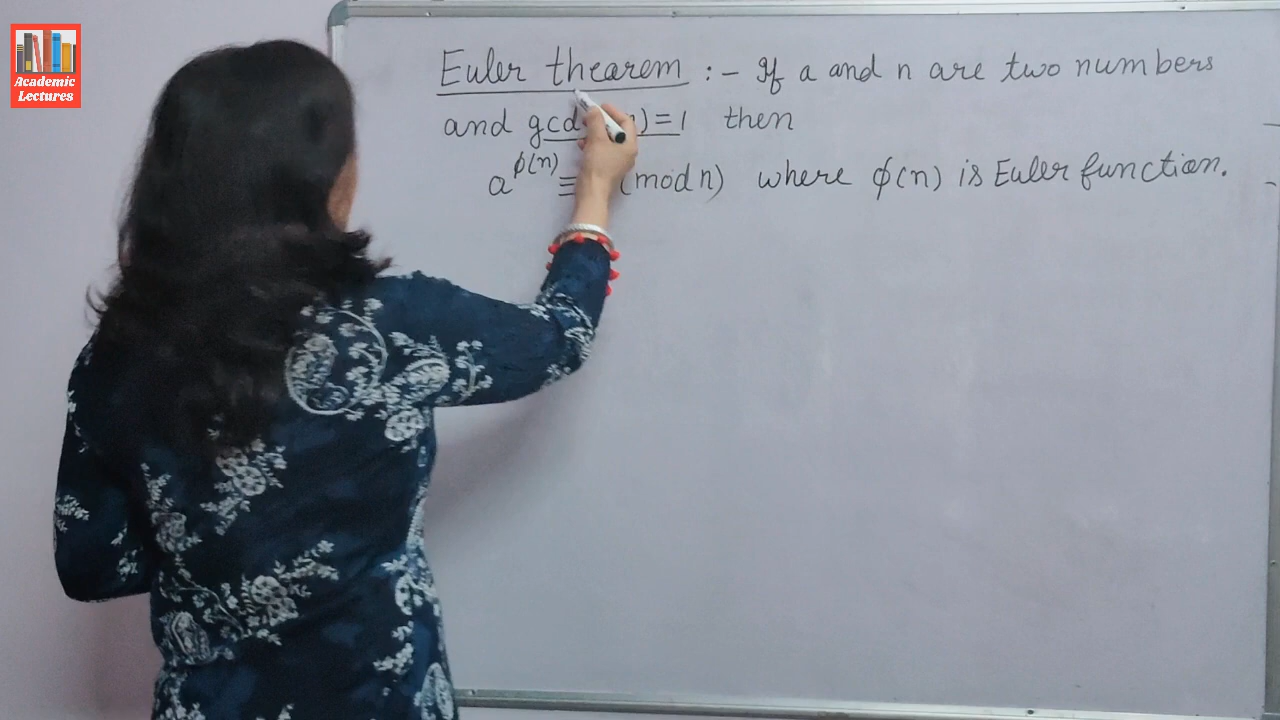 Academic
Lectures
Euler thearem :- If a and n are two numbers
and gcd n) = 1 then
a^ϕ(n) ≡ (mod n) where ϕ(n) is Euler function.